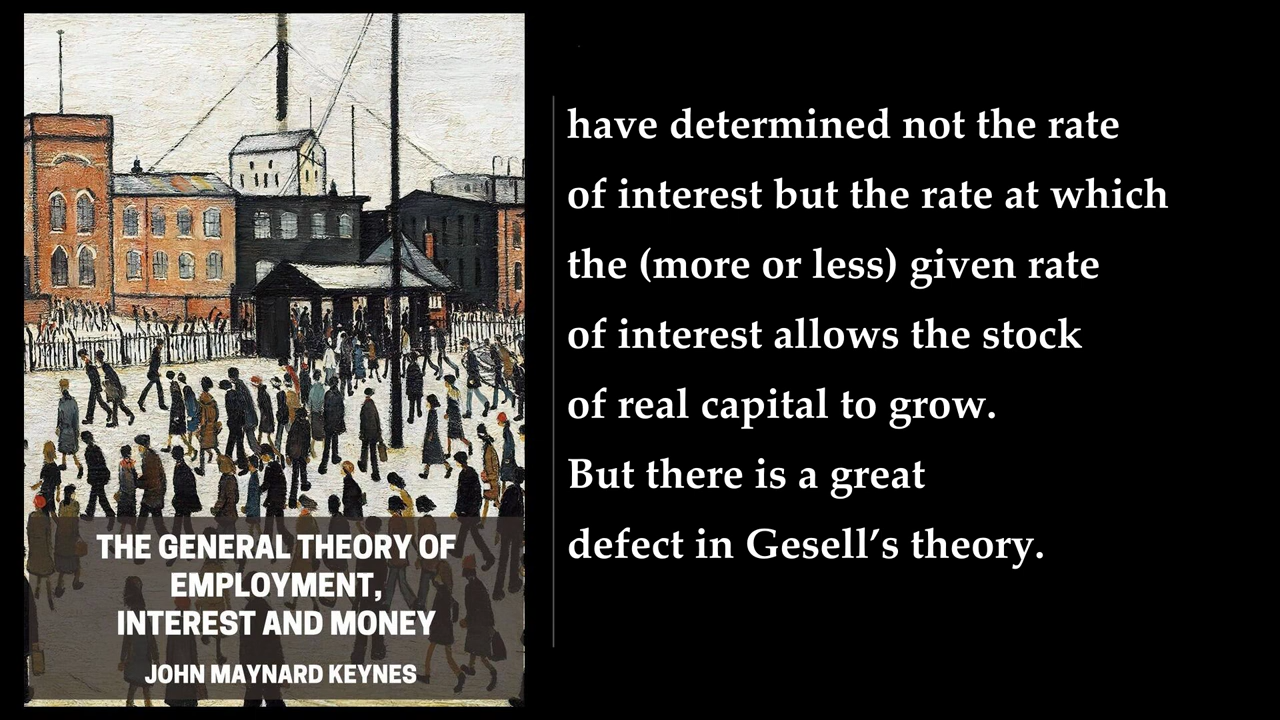 THE GENERAL THEORY OF
EMPLOYMENT,
INTEREST AND MONEY
JOHN MAYNARD KEYNES
have determined not the rate
of interest but the rate at which
the (more or less) given rate
of interest allows the stock
of real capital to grow.
But there is a great
defect in Gesell’s theory.